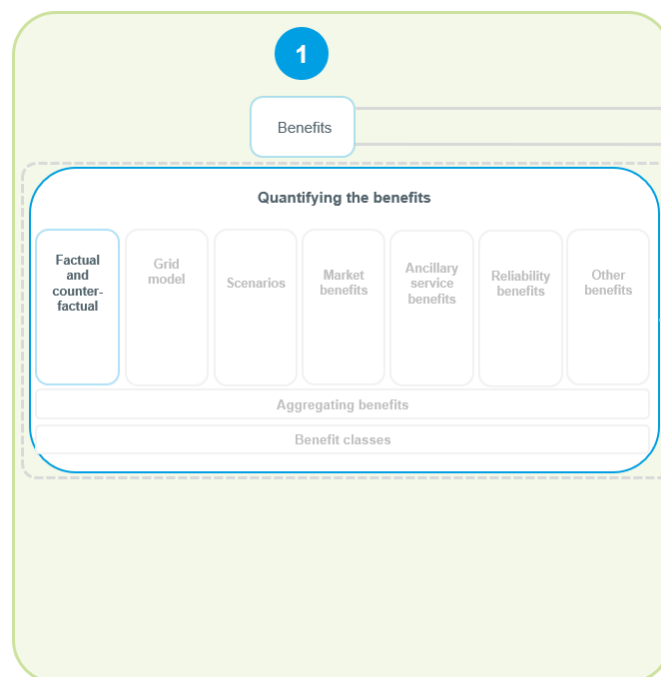 1
Benefits
Quantifying the benefits
Factual
and
counter-
factual
Grid
model
Scenarios
Market
benefits
Ancillary
service
benefits
Reliability
benefits
Other
benefits
Aggregating benefits
Benefit classes